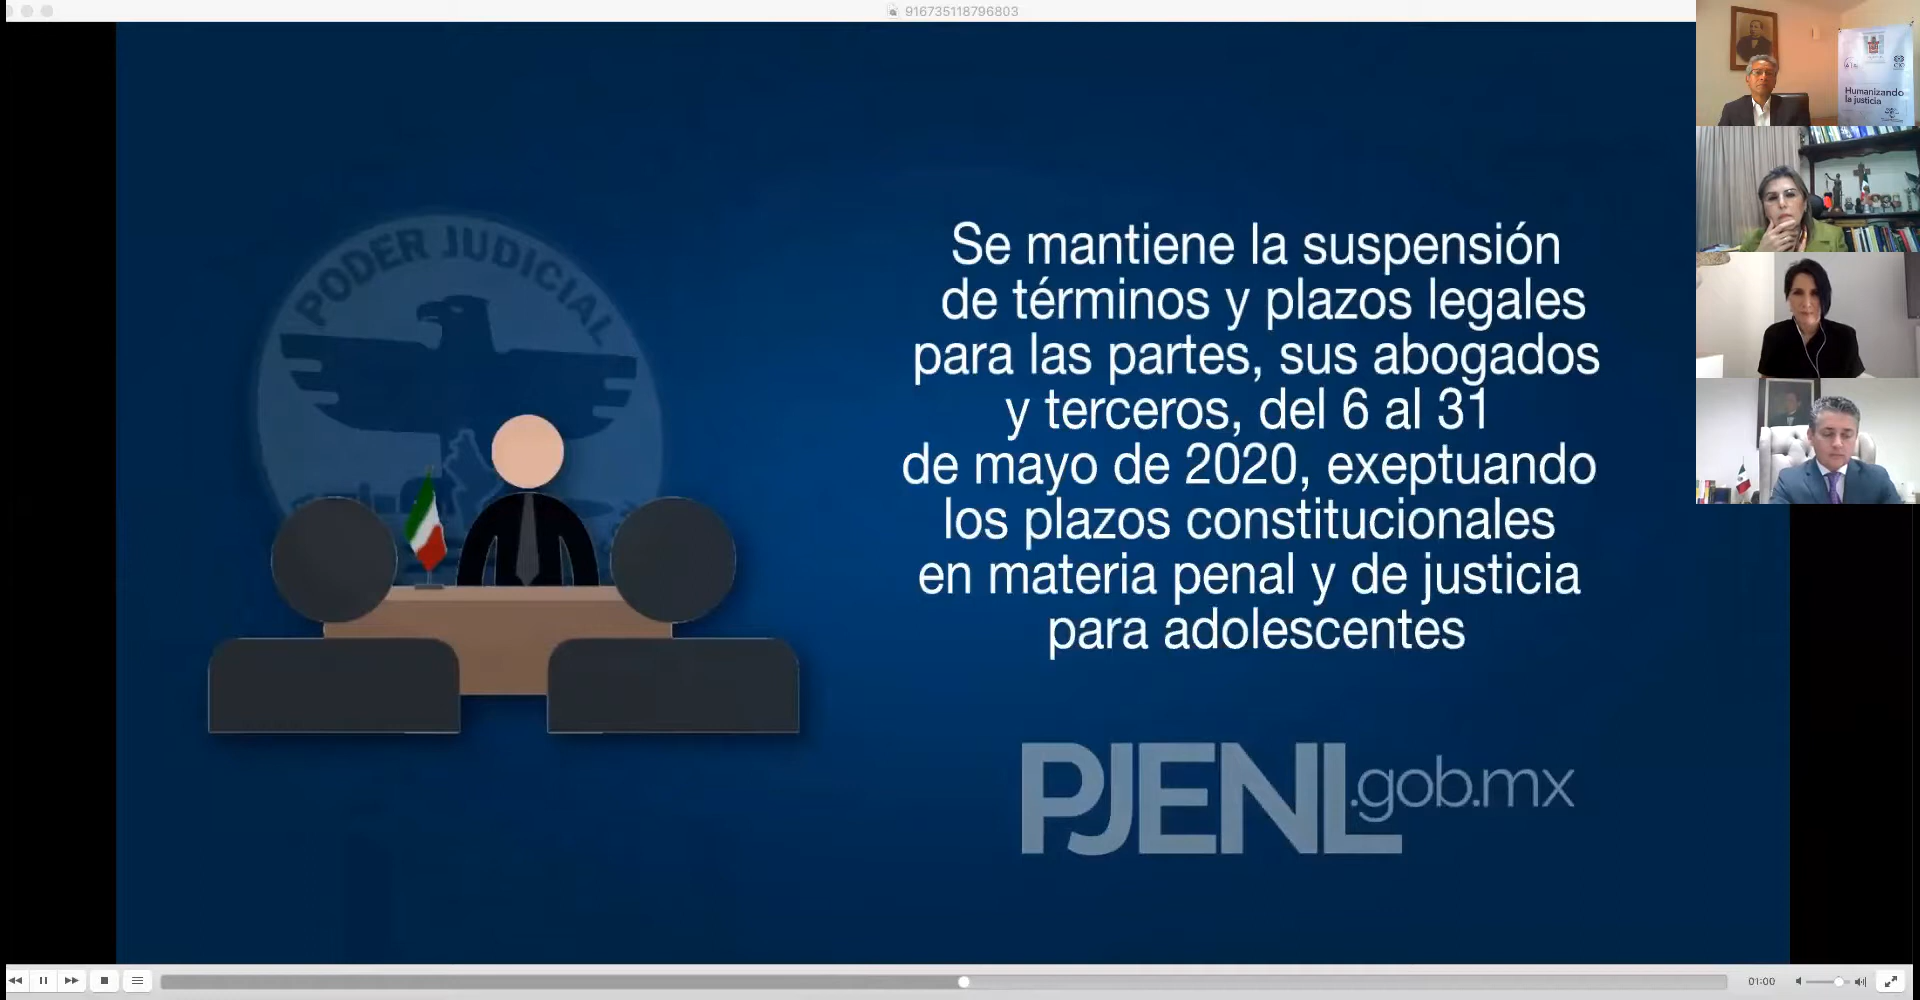 916735118796803
PODER JUDICIAL
Se mantiene la suspensión
de términos y plazos legales
para las partes, sus abogados
y terceros, del 6 al 31
de mayo de 2020, exeptuando
los plazos constitucionales
en materia penal y de justicia
para adolescentes
PJENL.gob.mx
Humanizando
la justicia
01:00